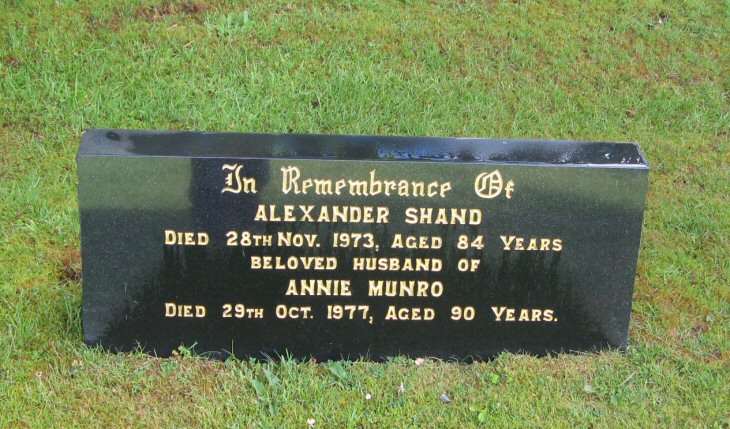 In Remembrance Of
ALEXANDER SHAND
DIED 28TH NOV. 1973, AGED 84 YEARS
BELOVED HUSBAND OF
ANNIE MUNRO
DIED 29TH OCT. 1977, AGED 90 YEARS.